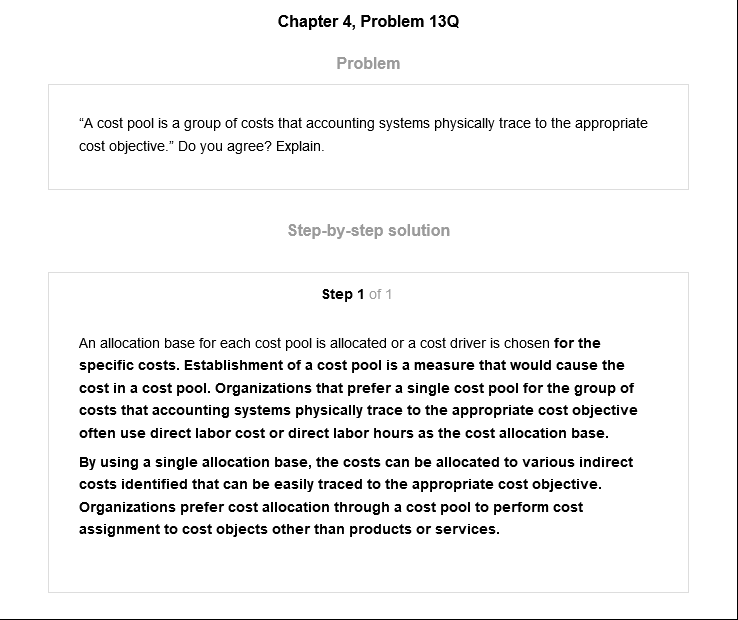 Chapter 4, Problem 13Q
Problem
“A cost pool is a group of costs that accounting systems physically trace to the appropriate
cost objective.” Do you agree? Explain.
Step-by-step solution
Step 1 of 1
An allocation base for each cost pool is allocated or a cost driver is chosen for the
specific costs. Establishment of a cost pool is a measure that would cause the
cost in a cost pool. Organizations that prefer a single cost pool for the group of
costs that accounting systems physically trace to the appropriate cost objective
often use direct labor cost or direct labor hours as the cost allocation base.
By using a single allocation base, the costs can be allocated to various indirect
costs identified that can be easily traced to the appropriate cost objective.
Organizations prefer cost allocation through a cost pool to perform cost
assignment to cost objects other than products or services.